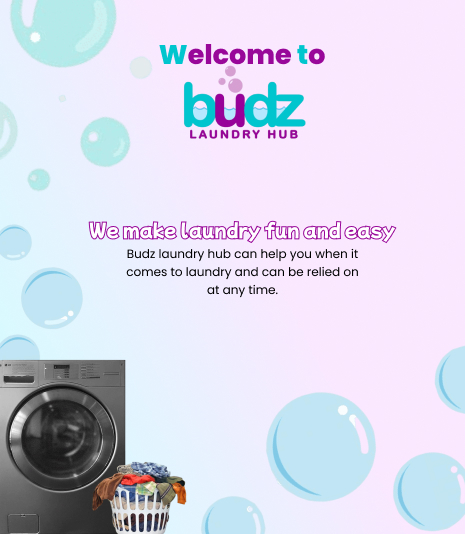 Welcome to
budz
LAUNDRY HUB
We make laundry fun and easy
Budz laundry hub can help you when it
comes to laundry and can be relied on
at any time.